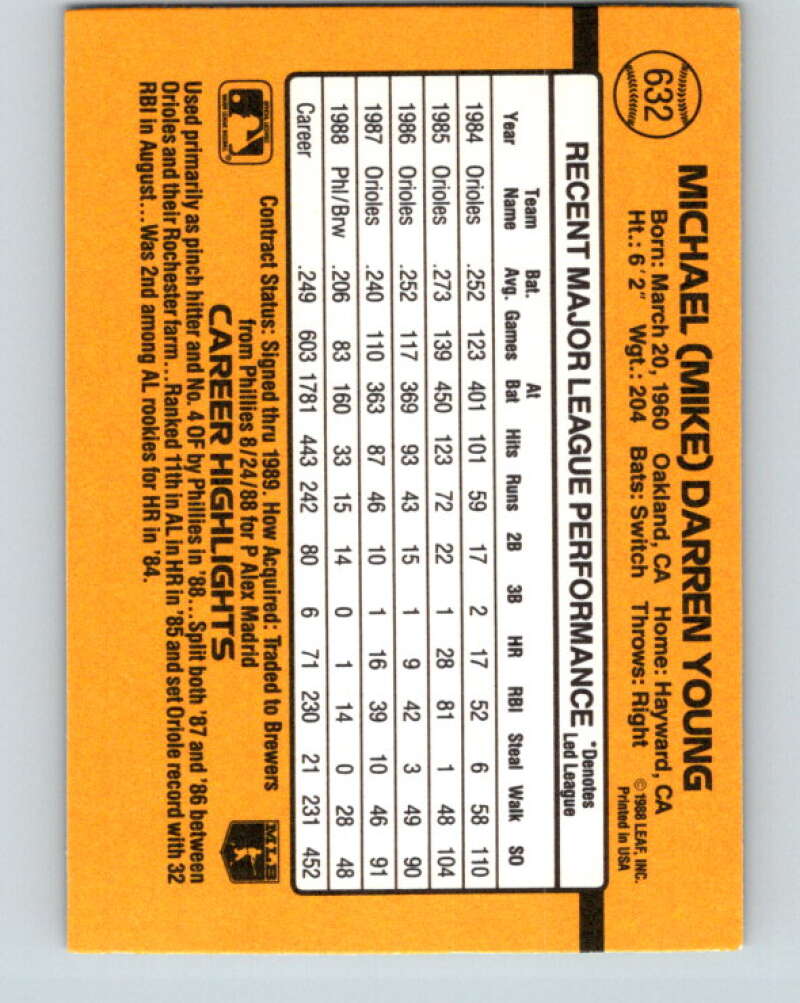 632
MICHAEL (MIKE) DARREN YOUNG
Born: March 20, 1960 Oakland, CA Home: Hayward, CA
Ht.: 6'2" Wgt.: 204 Bats: Switch Throws: Right
©1988 LEAF, INC.
Printed in USA
RECENT MAJOR LEAGUE PERFORMANCE *Denotes
Led League
Year Team Name Bat. Avg. Games At Bat Hits Runs 2B 3B HR RBI Steal Walk SO
1984 Orioles .252 123 401 101 59 17 2 17 52 6 58 110
1985 Orioles .273 139 450 123 72 22 1 28 81 1 48 104
1986 Orioles .252 117 369 93 43 15 1 9 42 3 49 90
1987 Orioles .240 110 363 87 46 10 1 16 39 10 46 91
1988 Phl/Brw .206 83 160 33 15 14 0 1 14 0 28 48
Career .249 603 1781 443 242 80 6 71 230 21 231 452
Contract Status: Signed thru 1989. How Acquired: Traded to Brewers
from Phillies 8/24/88 for P Alex Madrid
MLB
CAREER HIGHLIGHTS
Used primarily as pinch hitter and No. 4 OF by Phillies in '88...Split both '87 and '86 between
Orioles and their Rochester farm...Ranked 11th in AL in HR in '85 and set Oriole record with 32
RBI in August...Was 2nd among AL rookies for HR in '84.